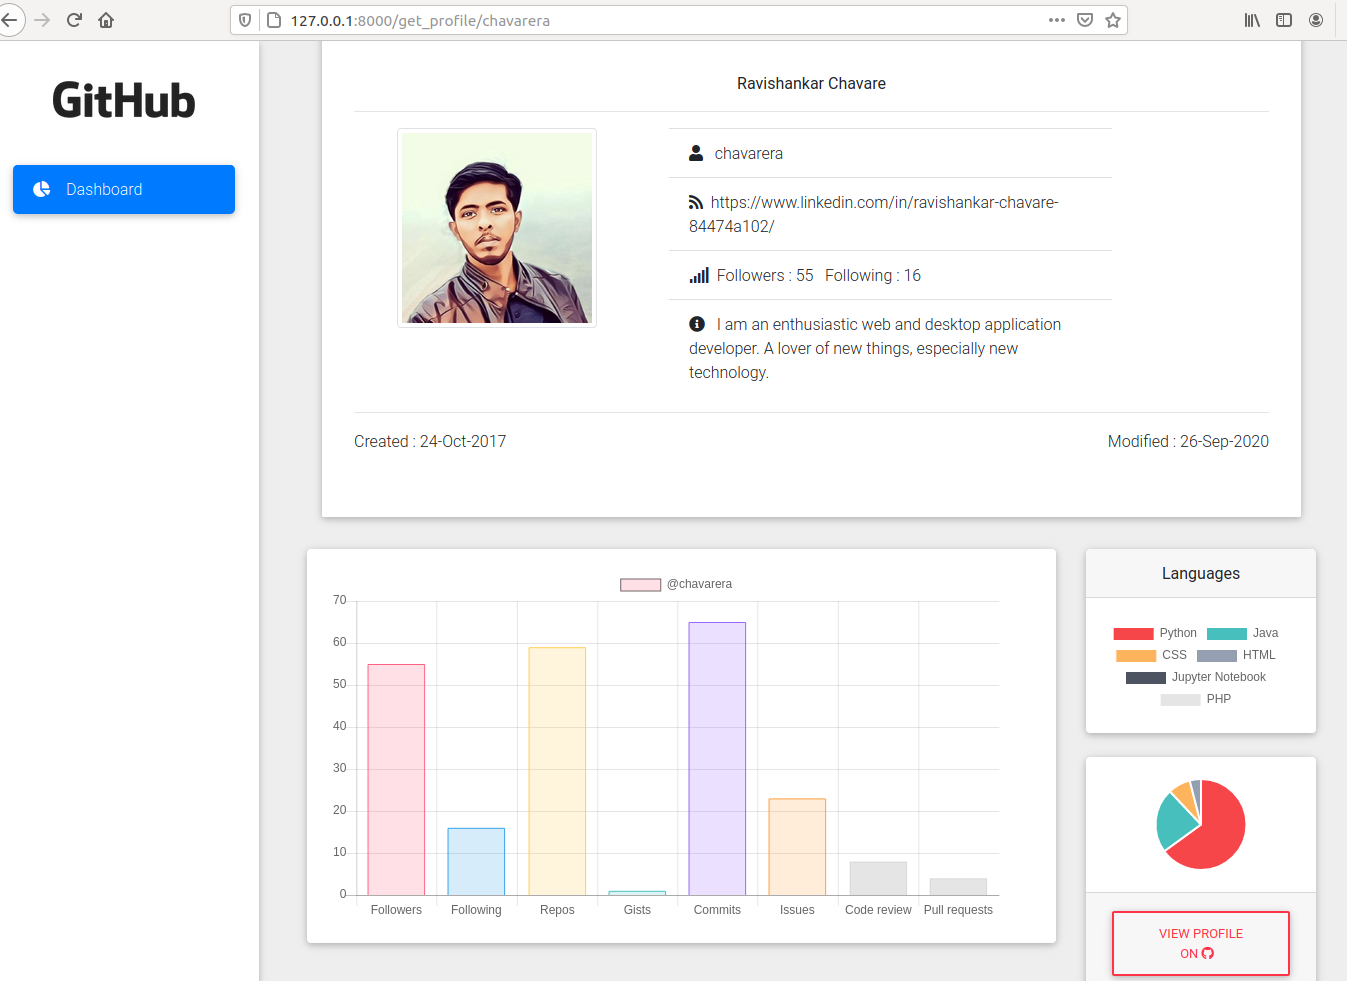 127.0.0.1:8000/get_profile/chavarera
GitHub
Dashboard
Ravishankar Chavare
chavarera
https://www.linkedin.com/in/ravishankar-chavare-
84474a102/
Followers : 55 Following : 16
I am an enthusiastic web and desktop application
developer. A lover of new things, especially new
technology.
Created : 24-Oct-2017
Modified : 26-Sep-2020
@chavarera
70
60
50
40
30
20
10
0
Followers Following Repos Gists Commits Issues Code review Pull requests
Languages
Python Java
CSS HTML
Jupyter Notebook
PHP
VIEW PROFILE
ON